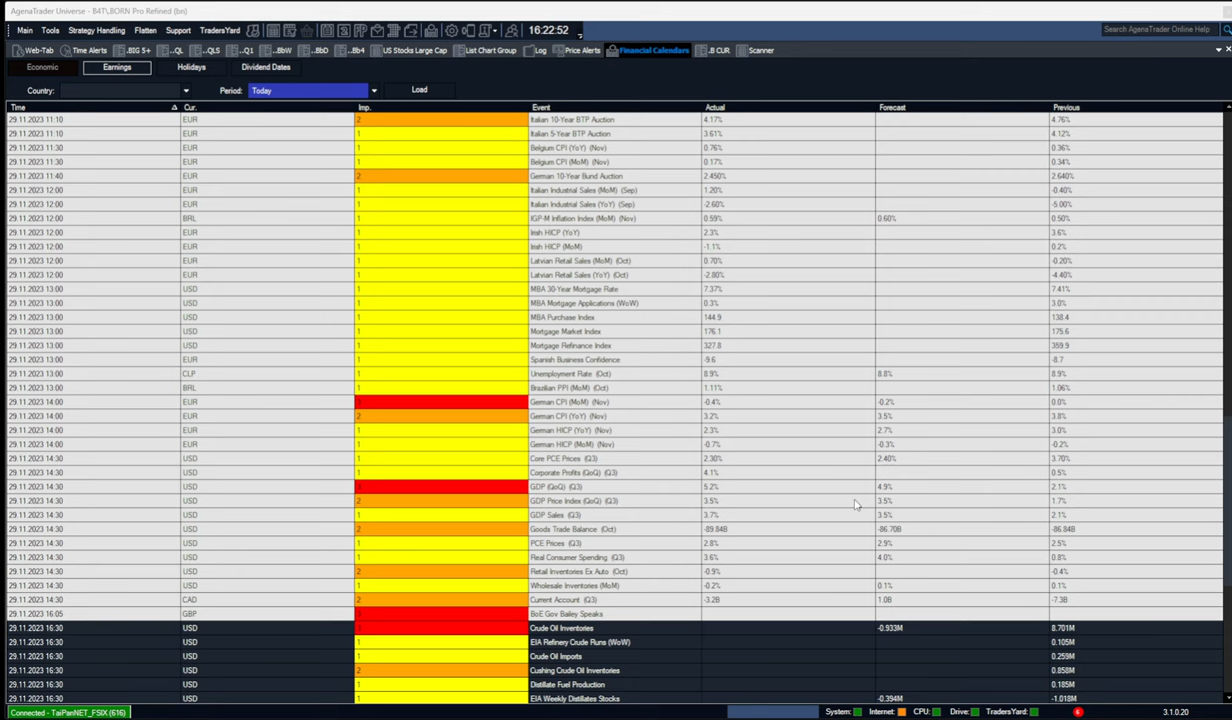 AgenaTrader Universe - B4T\BORN Pro Refined (bn)
Main Tools Strategy Handling Flatten Support TradersYard 16:22:52 Search AgenaTrader Online Help
Web-Tab Time Alerts .BIG 5+ ..QL ..QLS ..Q1 ..BbW ..BbD ..Bb4 US Stocks Large Cap List Chart Group Log Price Alerts Financial Calendars .B CUR Scanner
Economic Earnings Holidays Dividend Dates
Country: Period: Today Load
Time Cur. Imp. Event Actual Forecast Previous
29.11.2023 11:10 EUR 2 Italian 10-Year BTP Auction 4.17% 4.76%
29.11.2023 11:10 EUR 1 Italian 5-Year BTP Auction 3.61% 4.12%
29.11.2023 11:30 EUR 1 Belgium CPI (YoY) (Nov) 0.76% 0.36%
29.11.2023 11:30 EUR 1 Belgium CPI (MoM) (Nov) 0.17% 0.34%
29.11.2023 11:40 EUR 2 German 10-Year Bund Auction 2.450% 2.640%
29.11.2023 12:00 EUR 1 Italian Industrial Sales (MoM) (Sep) 1.20% -0.40%
29.11.2023 12:00 EUR 1 Italian Industrial Sales (YoY) (Sep) -2.60% -5.00%
29.11.2023 12:00 BRL 1 IGP-M Inflation Index (MoM) (Nov) 0.59% 0.60% 0.50%
29.11.2023 12:00 EUR 1 Irish HICP (YoY) 2.3% 3.6%
29.11.2023 12:00 EUR 1 Irish HICP (MoM) -1.1% 0.2%
29.11.2023 12:00 EUR 1 Latvian Retail Sales (MoM) (Oct) 0.70% -0.20%
29.11.2023 12:00 EUR 1 Latvian Retail Sales (YoY) (Oct) -2.80% -4.40%
29.11.2023 13:00 USD 1 MBA 30-Year Mortgage Rate 7.37% 7.41%
29.11.2023 13:00 USD 1 MBA Mortgage Applications (WoW) 0.3% 3.0%
29.11.2023 13:00 USD 1 MBA Purchase Index 144.9 138.4
29.11.2023 13:00 USD 1 Mortgage Market Index 176.1 175.6
29.11.2023 13:00 USD 1 Mortgage Refinance Index 327.8 359.9
29.11.2023 13:00 EUR 1 Spanish Business Confidence -9.6 -8.7
29.11.2023 13:00 CLP 1 Unemployment Rate (Oct) 8.9% 8.8% 8.9%
29.11.2023 13:00 BRL 1 Brazilian PPI (MoM) (Oct) 1.11% 1.06%
29.11.2023 14:00 EUR German CPI (MoM) (Nov) -0.4% -0.2% 0.0%
29.11.2023 14:00 EUR 2 German CPI (YoY) (Nov) 3.2% 3.5% 3.8%
29.11.2023 14:00 EUR 1 German HICP (YoY) (Nov) 2.3% 2.7% 3.0%
29.11.2023 14:00 EUR 1 German HICP (MoM) (Nov) -0.7% -0.3% -0.2%
29.11.2023 14:30 USD 1 Core PCE Prices (Q3) 2.30% 2.40% 3.70%
29.11.2023 14:30 USD 1 Corporate Profits (QoQ) (Q3) 4.1% 0.5%
29.11.2023 14:30 USD GDP (QoQ) (Q3) 5.2% 4.9% 2.1%
29.11.2023 14:30 USD 2 GDP Price Index (QoQ) (Q3) 3.5% 3.5% 1.7%
29.11.2023 14:30 USD 1 GDP Sales (Q3) 3.7% 3.5% 2.1%
29.11.2023 14:30 USD 2 Goods Trade Balance (Oct) -89.84B -86.70B -86.84B
29.11.2023 14:30 USD 1 PCE Prices (Q3) 2.8% 2.9% 2.5%
29.11.2023 14:30 USD 1 Real Consumer Spending (Q3) 3.6% 4.0% 0.8%
29.11.2023 14:30 USD 2 Retail Inventories Ex Auto (Oct) -0.9% -0.4%
29.11.2023 14:30 USD 1 Wholesale Inventories (MoM) -0.2% 0.1% 0.1%
29.11.2023 14:30 CAD 2 Current Account (Q3) -3.2B 1.0B -7.3B
29.11.2023 16:05 GBP BoE Gov Bailey Speaks
29.11.2023 16:30 USD Crude Oil Inventories -0.933M 8.701M
29.11.2023 16:30 USD 1 EIA Refinery Crude Runs (WoW) 0.105M
29.11.2023 16:30 USD 1 Crude Oil Imports 0.259M
29.11.2023 16:30 USD 2 Cushing Crude Oil Inventories 0.858M
29.11.2023 16:30 USD 1 Distillate Fuel Production 0.185M
29.11.2023 16:30 USD 1 EIA Weekly Distillates Stocks -0.394M -1.018M
Connected - TaiPanNET_FSIX (616) System: Internet: CPU: Drive: TradersYard: 6 3.1.0.20